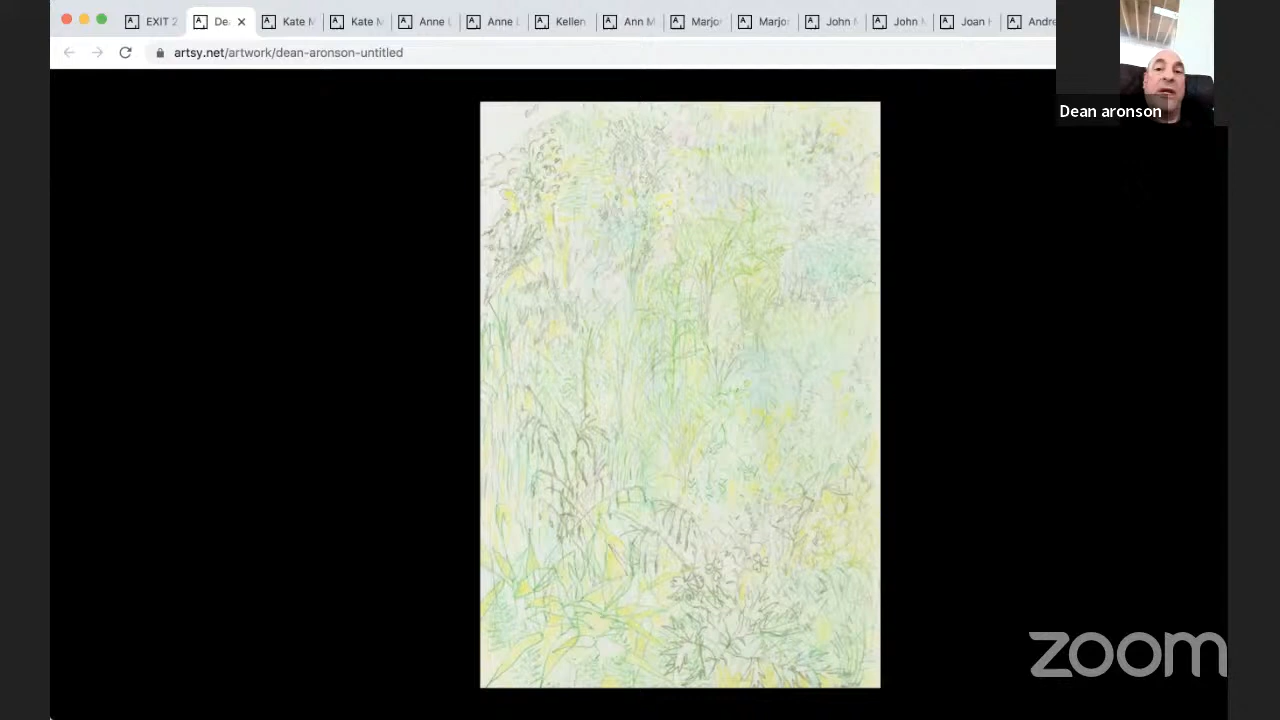 EXIT 2
De
Kate M
Kate M
Anne
Anne
Kellen
Ann M
Marjo
Marjo
John
John
Joan
Andre
artsy.net/artwork/dean-aronson-untitled
Dean aronson
zoom